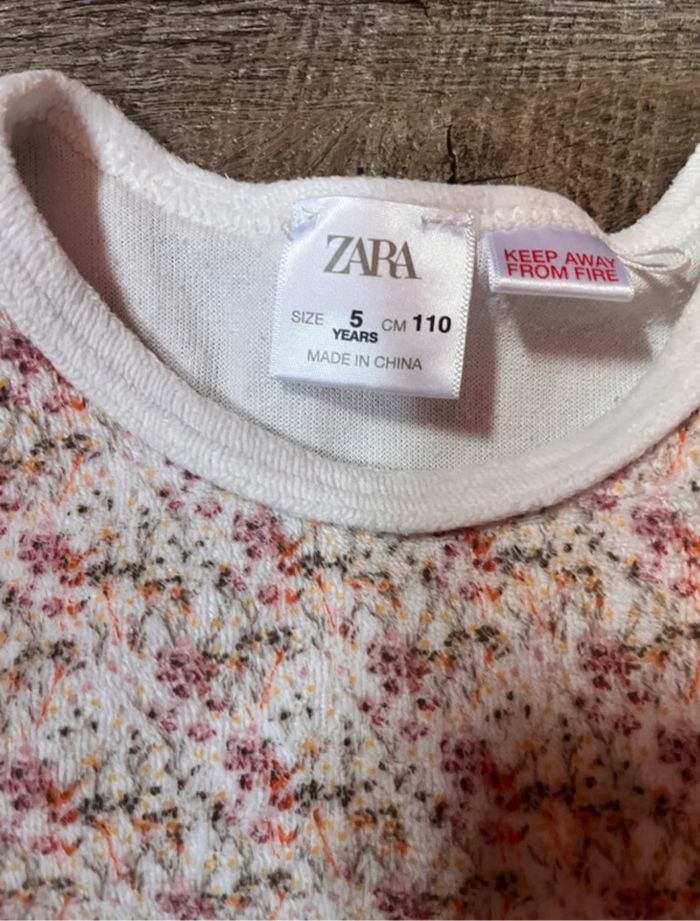 ZARA
SIZE 5 YEARS CM 110
MADE IN CHINA
KEEP AWAY
FROM FIRE